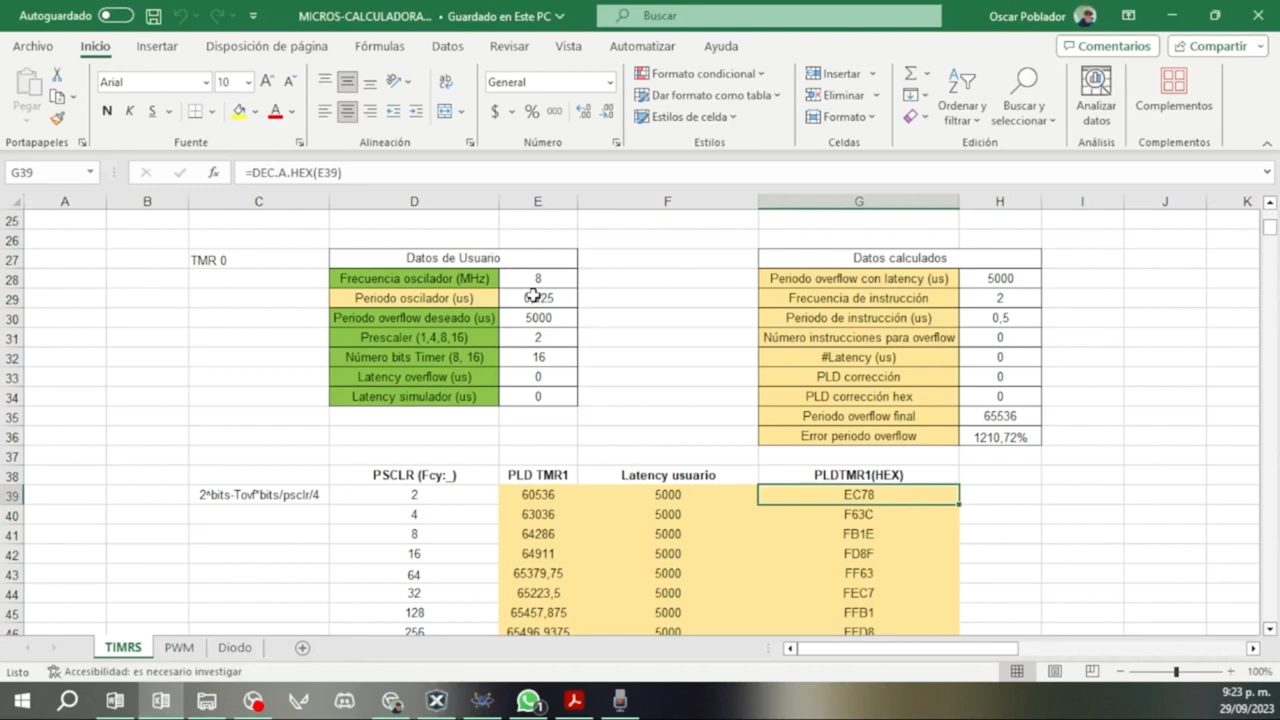 Autoguardado MICROS-CALCULADORA... • Guardado en Este PC Buscar Oscar Poblador
Archivo Inicio Insertar Disposición de página Fórmulas Datos Revisar Vista Automatizar Ayuda Comentarios Compartir
Pegar Arial 10 General Formato condicional Insertar
N K S Dar formato como tabla Eliminar Ordenar y filtrar Buscar y seleccionar Analizar datos Complementos
$ % 000 Estilos de celda Formato
Portapapeles Fuente Alineación Número Estilos Celdas Edición Análisis Complementos
G39 fx =DEC.A.HEX(E39)
A B C D E F G H I J K
25
26
27 TMR 0 Datos de Usuario Datos calculados
28 Frecuencia oscilador (MHz) 8 Periodo overflow con latency (us) 5000
29 Periodo oscilador (us) Frecuencia de instrucción 2
30 Periodo overflow deseado (us) 5000 Periodo de instrucción (us) 0,5
31 Prescaler (1,4,8,16) 2 Número instrucciones para overflow 0
32 Número bits Timer (8, 16) 16 #Latency (us) 0
33 Latency overflow (us) 0 PLD corrección 0
34 Latency simulador (us) 0 PLD corrección hex 0
35 Periodo overflow final 65536
36 Error periodo overflow 1210,72%
37
38 PSCLR (Fcy:_) PLD TMR1 Latency usuario PLDTMR1(HEX)
39 2^bits-Tovf*bits/psclr/4 2 60536 5000 EC78
40 4 63036 5000 F63C
41 8 64286 5000 FB1E
42 16 64911 5000 FD8F
43 64 65379,75 5000 FF63
44 32 65223,5 5000 FEC7
45 128 65457,875 5000 FFB1
46 256 65496,9375 5000 FFD8
TIMRS PWM Diodo
Listo Accesibilidad: es necesario investigar 100%
9:23 p. m.
29/09/2023